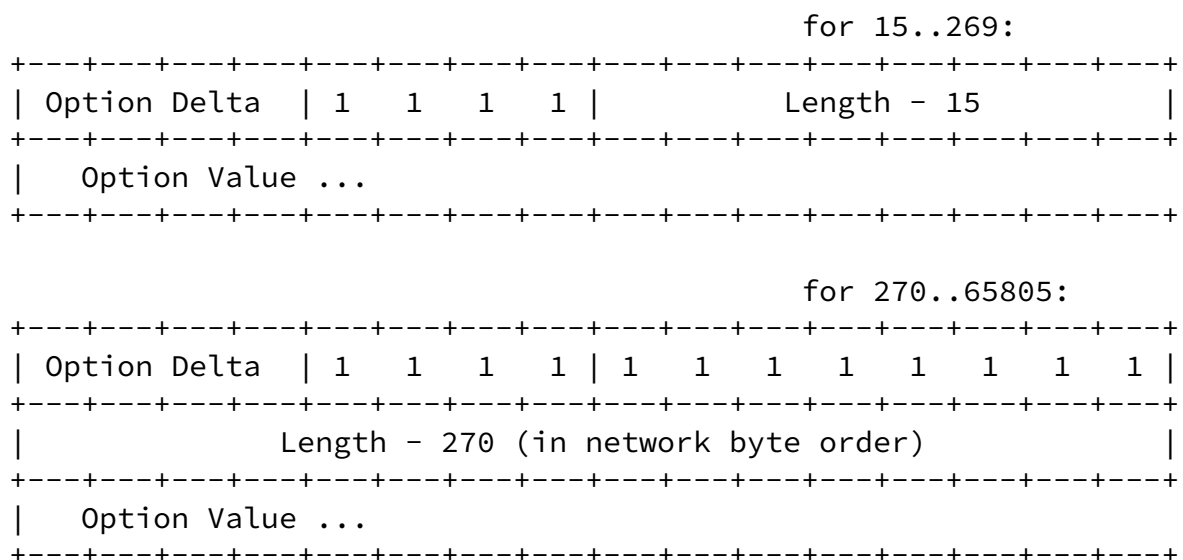 for 15..269:
+---+---+---+---+---+---+---+---+---+---+---+---+---+---+---+---+
| Option Delta  | 1   1   1   1 |          Length - 15          |
+---+---+---+---+---+---+---+---+---+---+---+---+---+---+---+---+
|   Option Value ...
+---+---+---+---+---+---+---+---+---+---+---+---+---+---+---+---+

                                             for 270..65805:
+---+---+---+---+---+---+---+---+---+---+---+---+---+---+---+---+
| Option Delta  | 1   1   1   1 | 1   1   1   1   1   1   1   1 |
+---+---+---+---+---+---+---+---+---+---+---+---+---+---+---+---+
|              Length - 270 (in network byte order)             |
+---+---+---+---+---+---+---+---+---+---+---+---+---+---+---+---+
|   Option Value ...
+---+---+---+---+---+---+---+---+---+---+---+---+---+---+---+---+